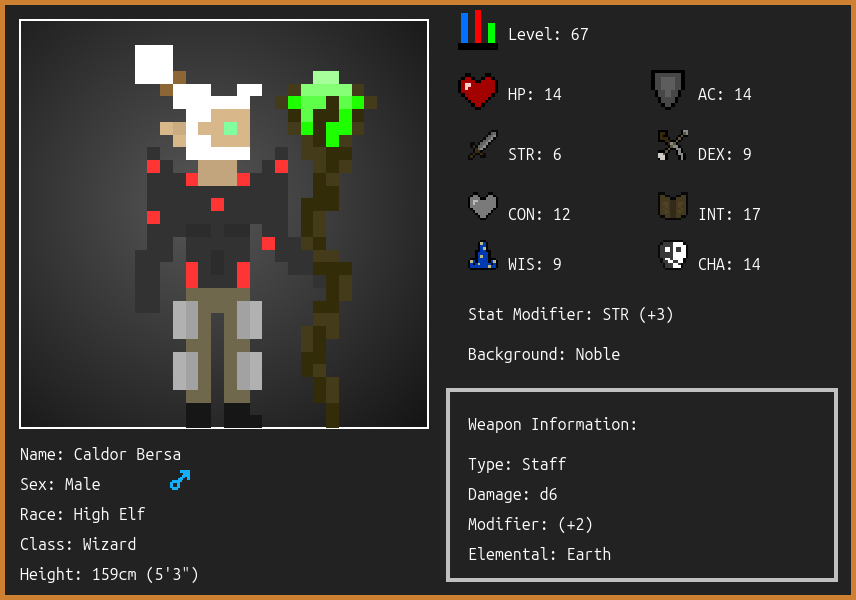 Level: 67
HP: 14
AC: 14
STR: 6
DEX: 9
CON: 12
INT: 17
WIS: 9
CHA: 14
Stat Modifier: STR (+3)
Background: Noble
Weapon Information:
Type: Staff
Damage: d6
Modifier: (+2)
Elemental: Earth
Name: Caldor Bersa
Sex: Male
Race: High Elf
Class: Wizard
Height: 159cm (5'3")